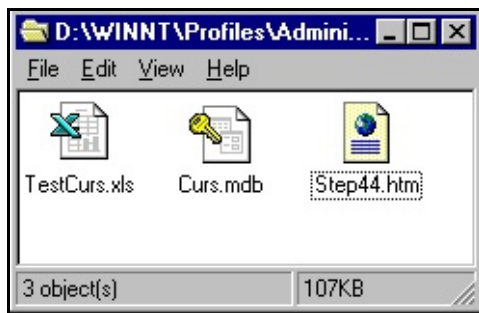 D:\WINNT\Profiles\Admini...
File Edit View Help
TestCurs.xls Curs.mdb Step44.htm
3 object(s) 107KB